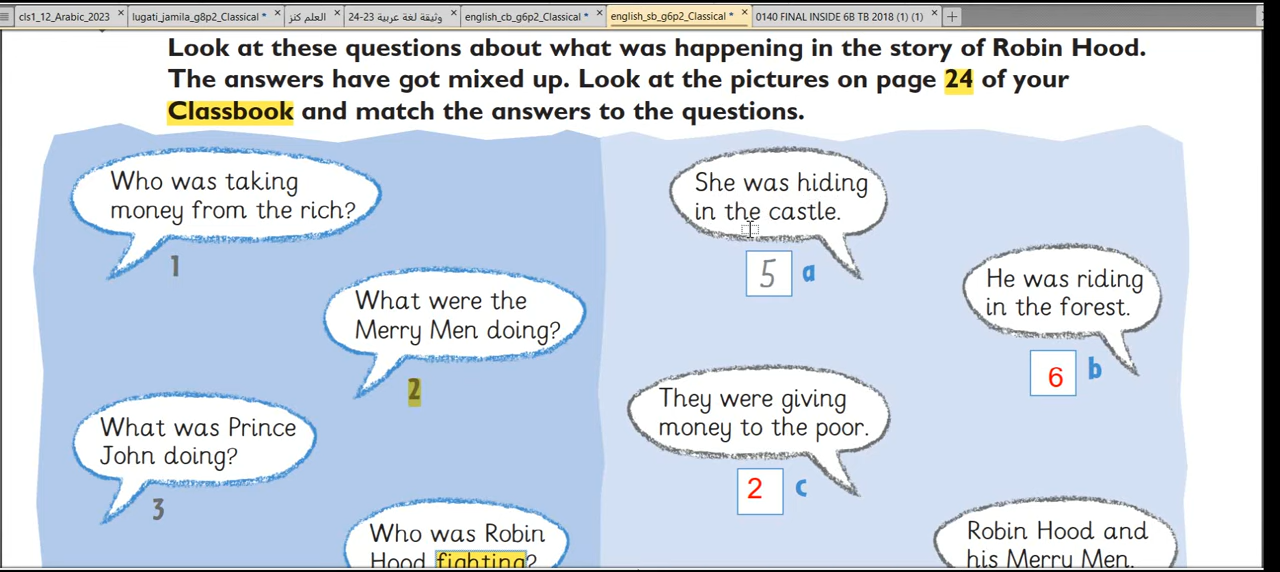 cls1_12_Arabic_2023 × lugati_jamila_g8p2_Classical * × العلم كنز × وثيقة لغة عربية 23-24 × english_cb_g6p2_Classical * × english_sb_g6p2_Classical * × 0140 FINAL INSIDE 6B TB 2018 (1) (1) ×
Look at these questions about what was happening in the story of Robin Hood.
The answers have got mixed up. Look at the pictures on page 24 of your
Classbook and match the answers to the questions.
Who was taking
money from the rich?
1
What were the
Merry Men doing?
2
What was Prince
John doing?
3
Who was Robin
Hood fighting?
She was hiding
in the castle.
5 a
He was riding
in the forest.
6 b
They were giving
money to the poor.
2 c
Robin Hood and
his Merry Men.